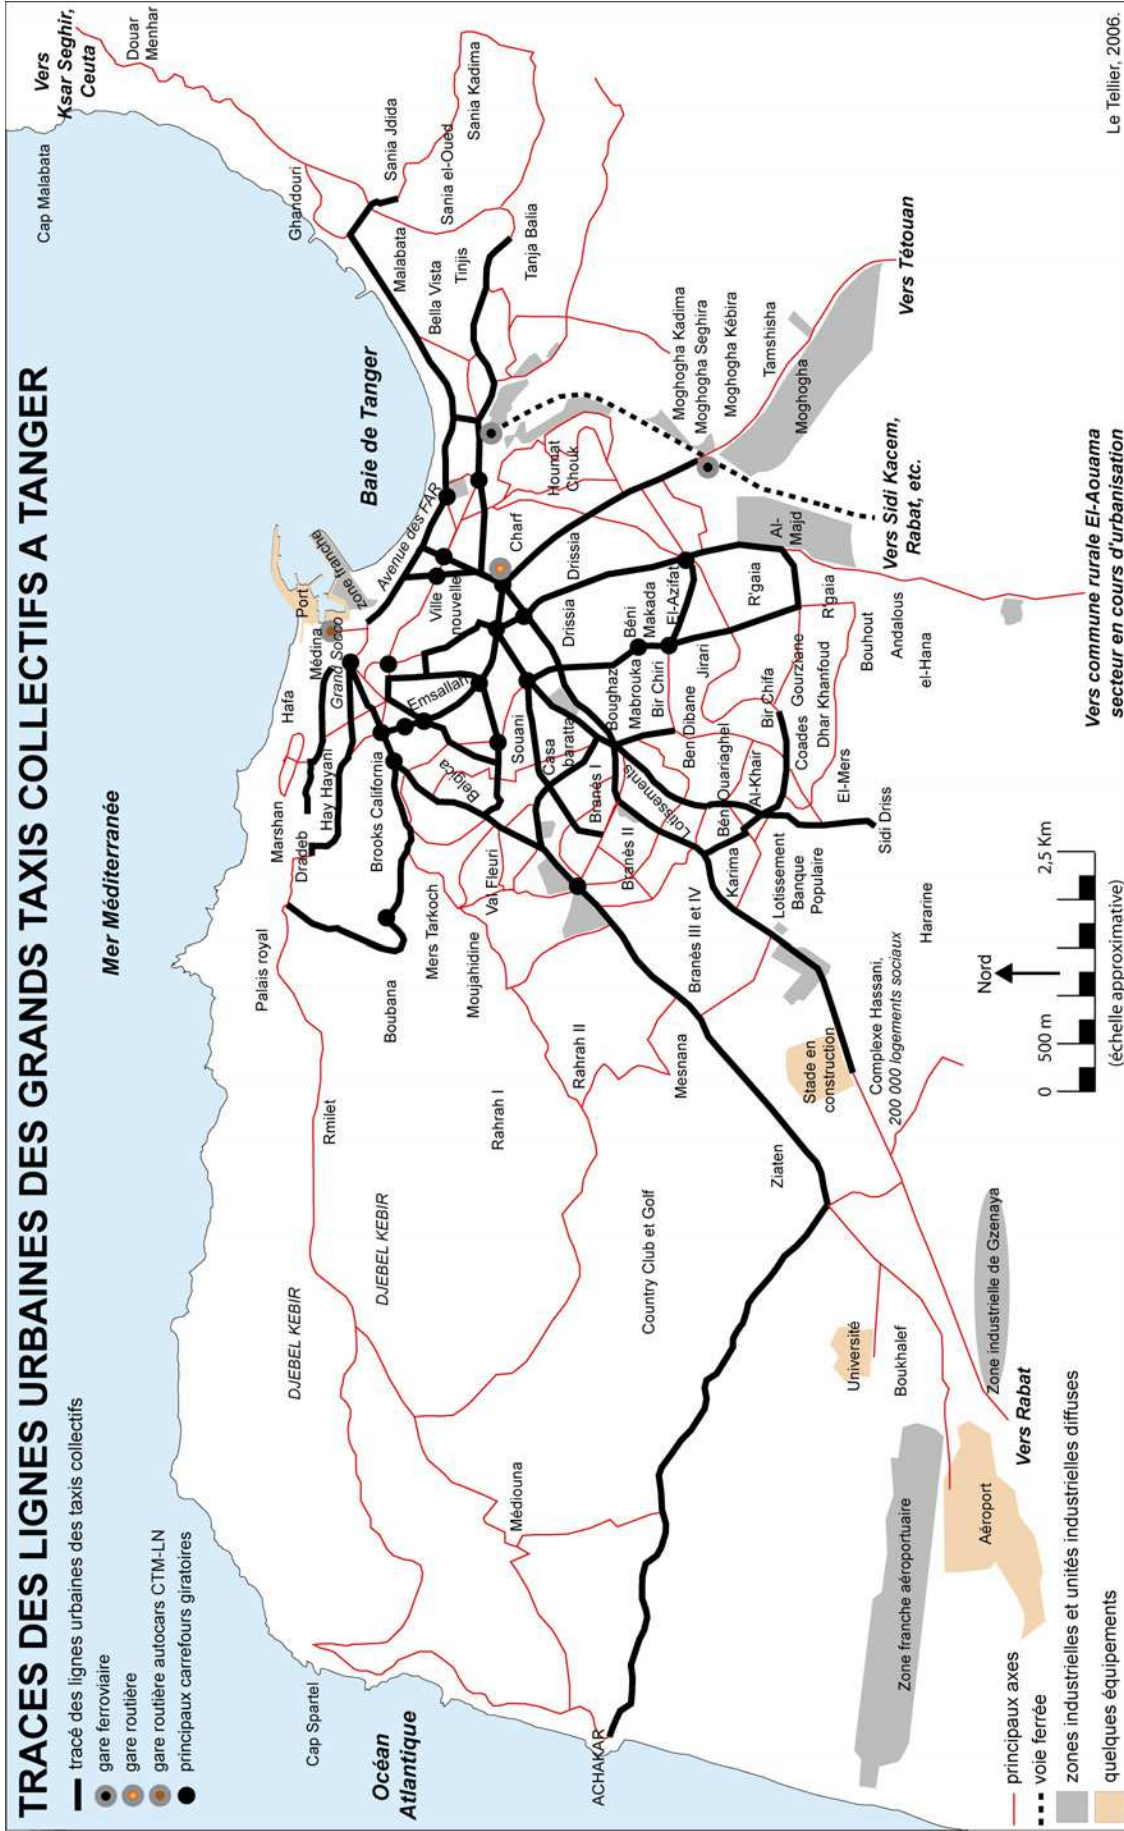 TRACES DES LIGNES URBAINES DES GRANDS TAXIS COLLECTIFS A TANGER
tracé des lignes urbaines des taxis collectifs
gare ferroviaire
gare routière
gare routière autocars CTM-LN
principaux carrefours giratoires
Mer Méditerranée
Baie de Tanger
Cap Malabata
Vers
Ksar Seghir,
Ceuta
Douar
Menhar
Océan
Atlantique
Cap Spartel
ACHAKAR
DJEBEL KEBIR
DJEBEL KEBIR
Médiouna
Rmilet
Palais royal
Boubana
Marshan
Dradeb
Hay Hayani
Hafa
Brooks California
Mers Tarkoch
Moujahidine
Rahrah I
Rahrah II
Country Club et Golf
Mesnana
Ziaten
Médina
Grand Socco
Port
zone franche
Avenue des FAR
Ville
nouvelle
Emsallah
Belgica
Val Fleuri
Souani
Casa
baratta
Branès I
Branès II
Branès III et IV
Lotissements
Charf
Houmat
Chouk
Drissia
Drissia
Béni
Makada
El-Azifat
Boughaz
Mabrouka
Bir Chiri
Jirari
Ben Dibane
Béni Ouariaghel
Al-Khair
Bir Chifa
Gourziane
Coades
Dhar Khanfoud
R'gaia
R'gaia
Bouhout
Andalous
el-Hana
El-Mers
Sidi Driss
Karima
Lotissement
Banque
Populaire
Hararine
Complexe Hassani,
200 000 logements sociaux
Stade en
construction
Ghandouri
Sania Jdida
Sania el-Oued
Sania Kadima
Malabata
Bella Vista
Tinjis
Tanja Balia
Moghogha Kadima
Moghogha Seghira
Moghogha Kébira
Tamshisha
Moghogha
Al-
Majd
Vers Tétouan
Vers Sidi Kacem,
Rabat, etc.
Vers commune rurale El-Aouama
secteur en cours d'urbanisation
Université
Boukhalef
Zone industrielle de Gzenaya
Vers Rabat
Aéroport
Zone franche aéroportuaire
principaux axes
voie ferrée
zones industrielles et unités industrielles diffuses
quelques équipements
Nord
0 500 m 2,5 Km
(échelle approximative)
Le Tellier, 2006.